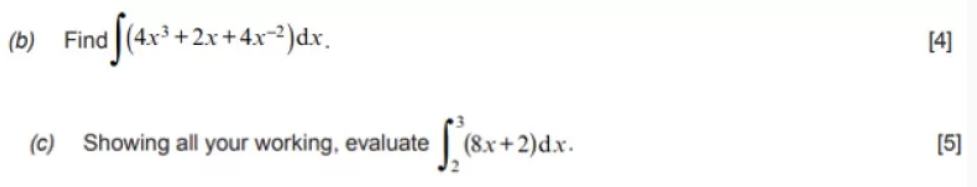 (b) Find ∫(4x³ + 2x + 4x⁻²)dx. [4]
(c) Showing all your working, evaluate ∫₂³(8x + 2)dx. [5]